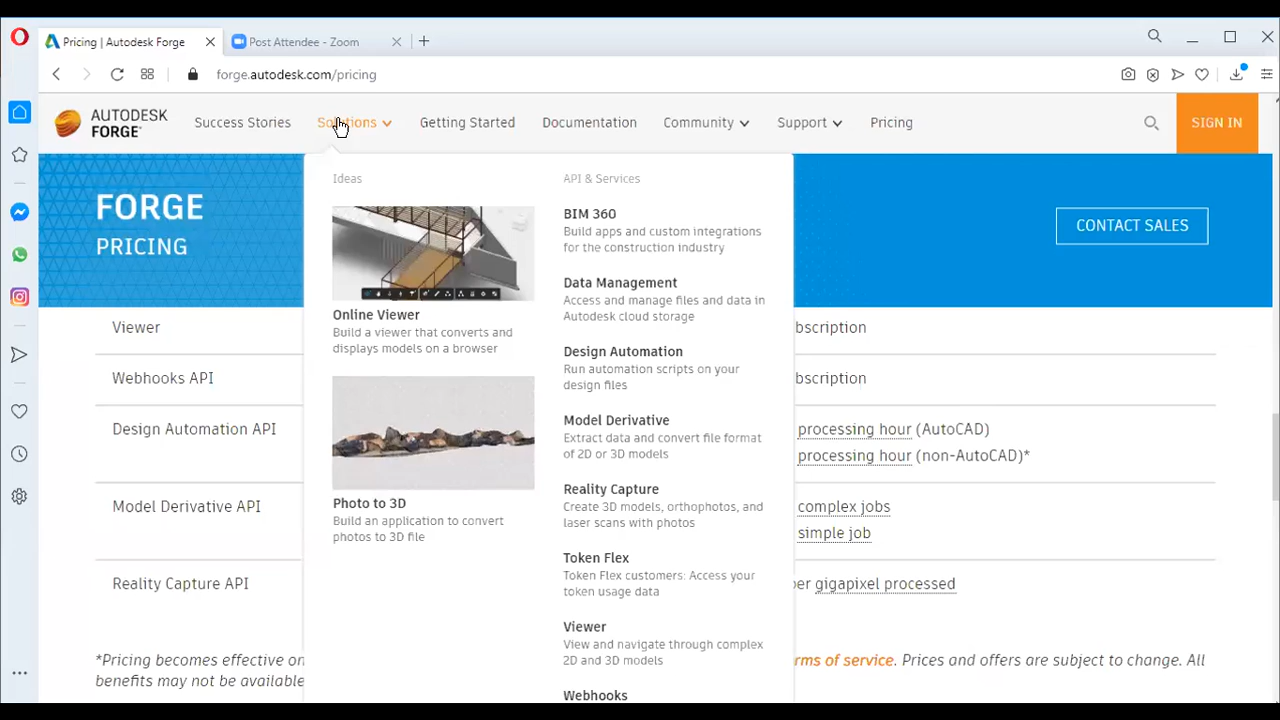 Pricing | Autodesk Forge
Post Attendee - Zoom
forge.autodesk.com/pricing
AUTODESK
FORGE
Success Stories
Solutions
Getting Started
Documentation
Community
Support
Pricing
SIGN IN
FORGE
PRICING
CONTACT SALES
Ideas
Online Viewer
Build a viewer that converts and
displays models on a browser
Photo to 3D
Build an application to convert
photos to 3D file
API & Services
BIM 360
Build apps and custom integrations
for the construction industry
Data Management
Access and manage files and data in
Autodesk cloud storage
Design Automation
Run automation scripts on your
design files
Model Derivative
Extract data and convert file format
of 2D or 3D models
Reality Capture
Create 3D models, orthophotos, and
laser scans with photos
Token Flex
Token Flex customers: Access your
token usage data
Viewer
View and navigate through complex
2D and 3D models
Webhooks
Viewer bscription
Webhooks API bscription
Design Automation API processing hour (AutoCAD)
processing hour (non-AutoCAD)*
Model Derivative API complex jobs
simple job
Reality Capture API per gigapixel processed
*Pricing becomes effective on rms of service. Prices and offers are subject to change. All
benefits may not be available